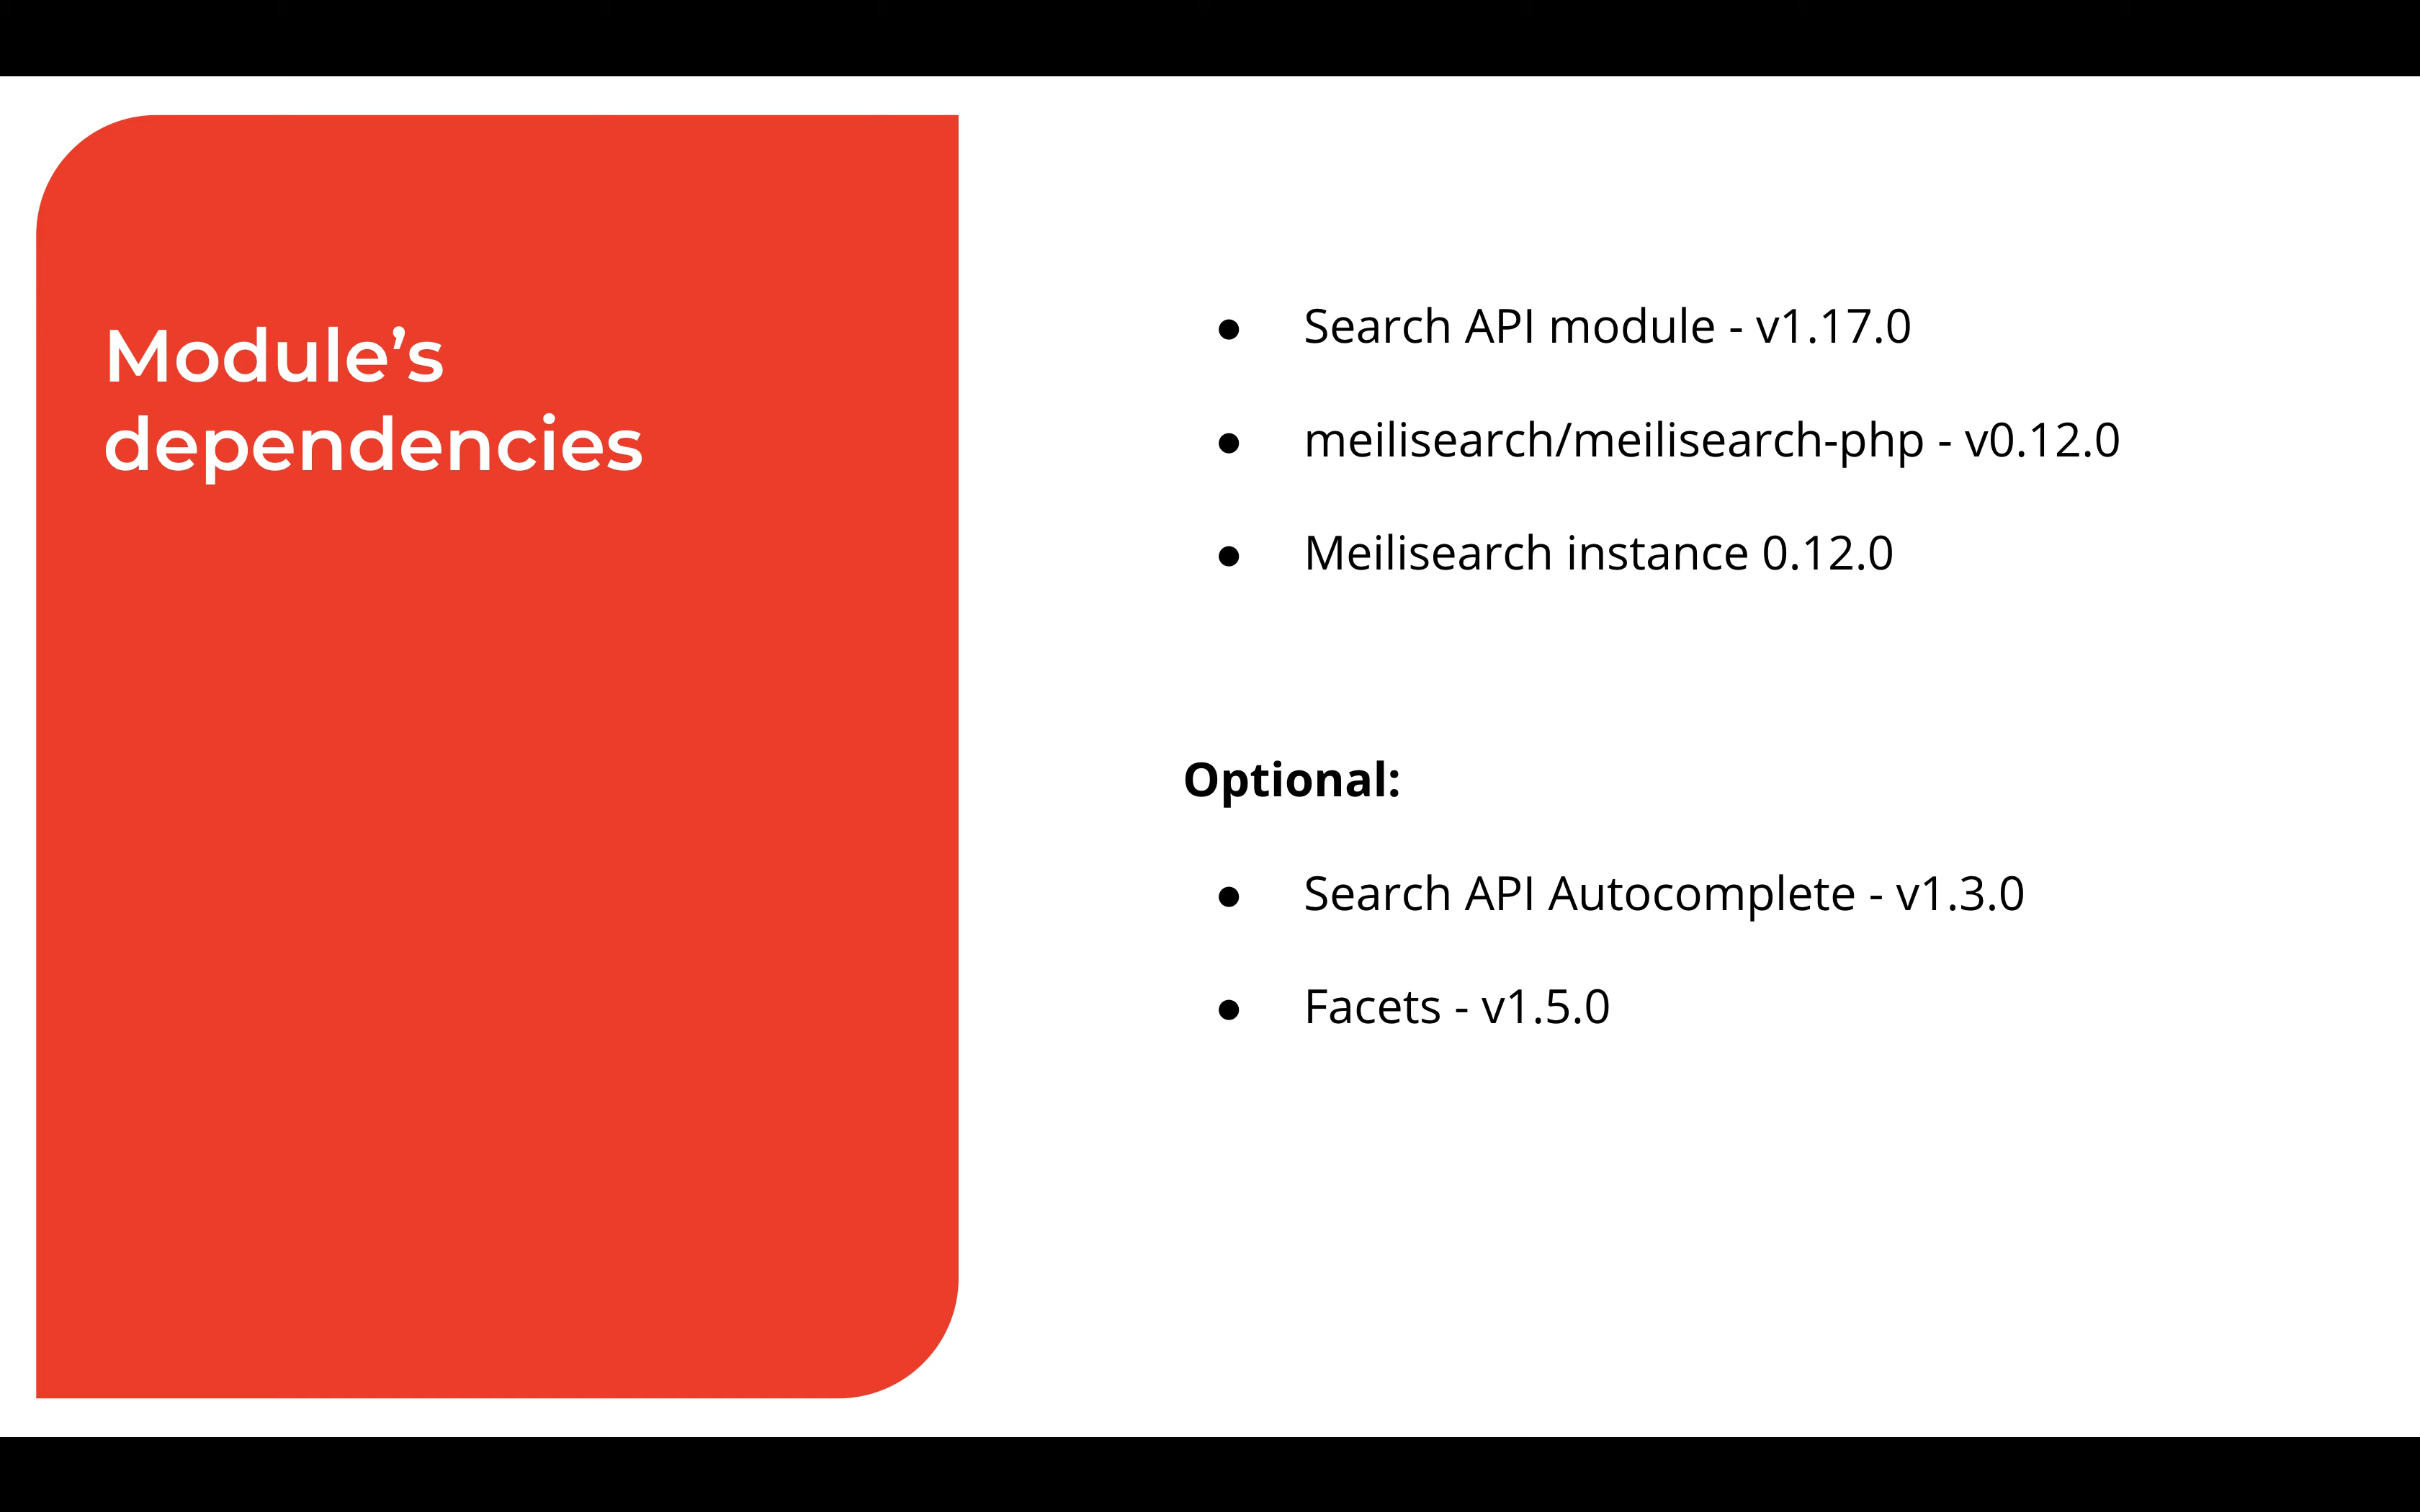 Module’s
dependencies
● Search API module - v1.17.0
● meilisearch/meilisearch-php - v0.12.0
● Meilisearch instance 0.12.0
Optional:
● Search API Autocomplete - v1.3.0
● Facets - v1.5.0